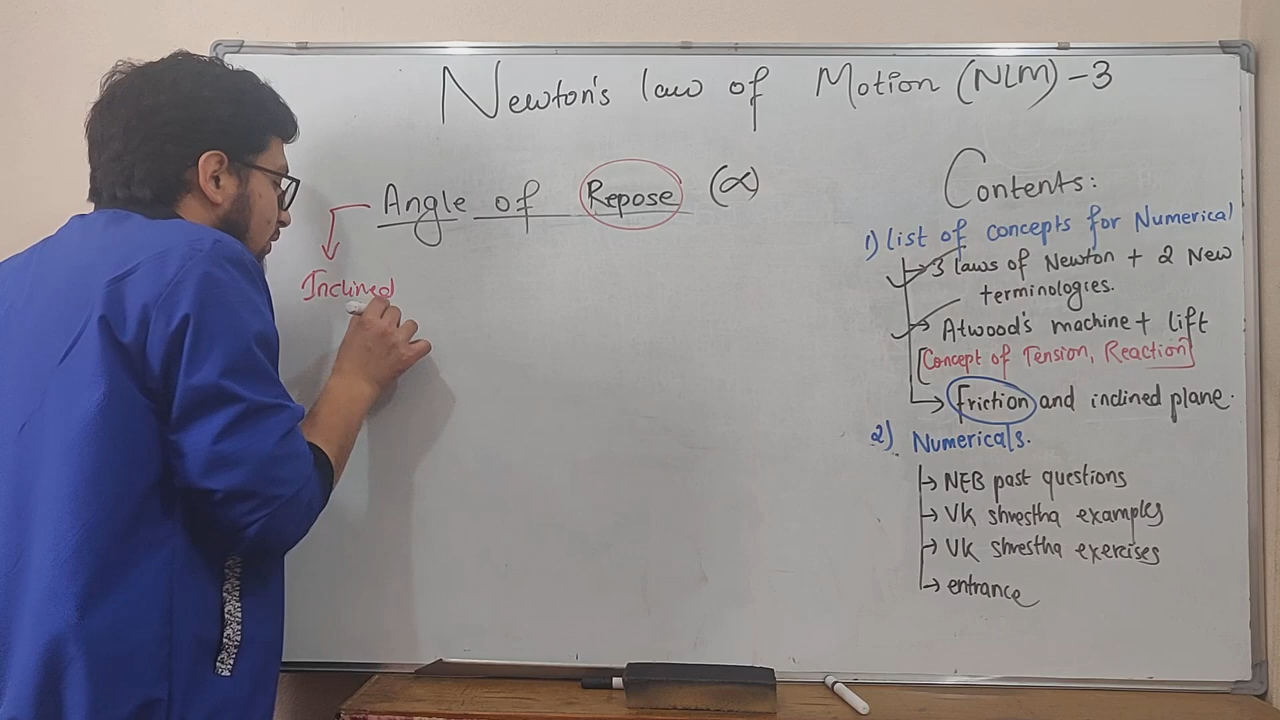 Newton's law of Motion (NLM) - 3
Angle of Repose (α)
Inclined
Contents:
1) list of concepts for Numerical
→ 3 laws of Newton + 2 New
terminologies.
→ Atwood's machine + lift
[Concept of Tension, Reaction]
→ friction and inclined plane.
2) Numericals.
→ NEB past questions
→ Vk shrestha examples
→ Vk shrestha exercises
→ entrance